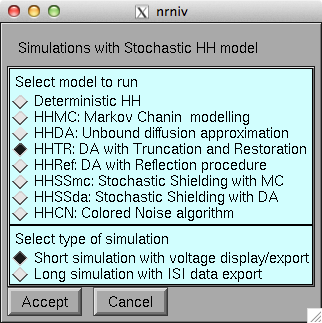 nrniv
Simulations with Stochastic HH model
Select model to run
Deterministic HH
HHMC: Markov Chanin modelling
HHDA: Unbound diffusion approximation
HHTR: DA with Truncation and Restoration
HHRef: DA with Reflection procedure
HHSSmc: Stochastic Shielding with MC
HHSSda: Stochastic Shielding with DA
HHCN: Colored Noise algorithm
Select type of simulation
Short simulation with voltage display/export
Long simulation with ISI data export
Accept Cancel